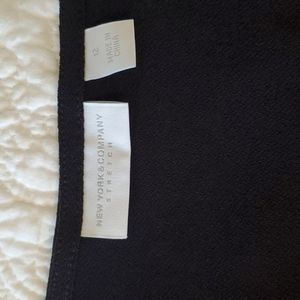 12
MADE IN
CHINA
NEW YORK & COMPANY
STRETCH